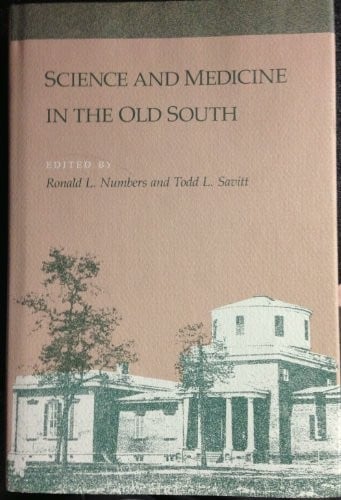 SCIENCE AND MEDICINE
IN THE OLD SOUTH
EDITED BY
Ronald L. Numbers and Todd L. Savitt